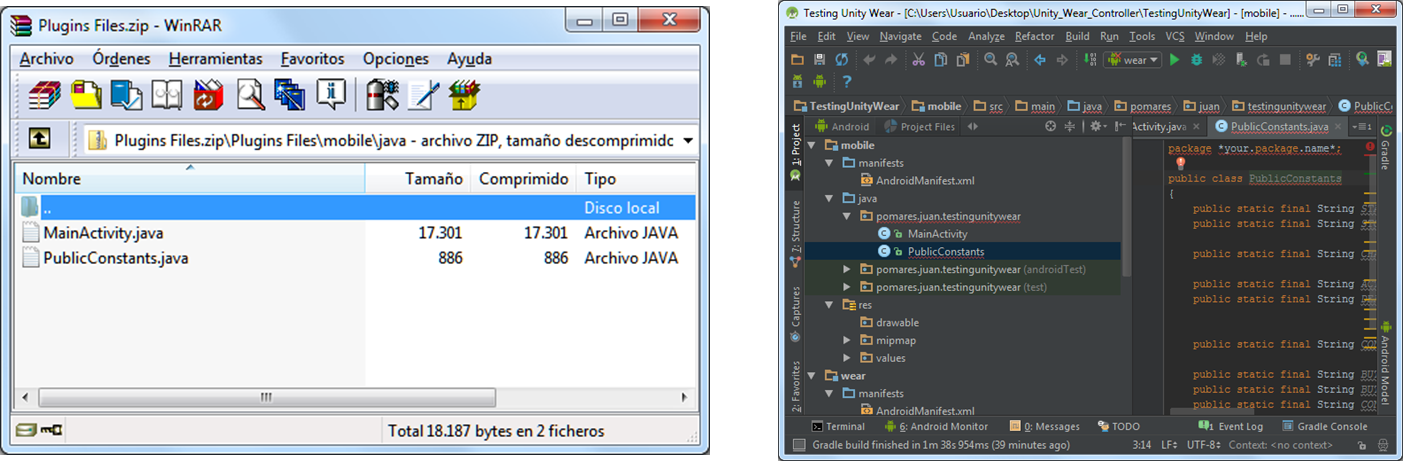 Plugins Files.zip - WinRAR
Archivo Órdenes Herramientas Favoritos Opciones Ayuda
Plugins Files.zip\Plugins Files\mobile\java - archivo ZIP, tamaño descomprimido
Nombre Tamaño Comprimido Tipo
.. Disco local
MainActivity.java 17.301 17.301 Archivo JAVA
PublicConstants.java 886 886 Archivo JAVA
Total 18.187 bytes en 2 ficheros
Testing Unity Wear - [C:\Users\Usuario\Desktop\Unity_Wear_Controller\TestingUnityWear] - [mobile] - ......
File Edit View Navigate Code Analyze Refactor Build Run Tools VCS Window Help
wear
TestingUnityWear mobile src main java pomares juan testingunitywear PublicC
Android Project Files
Activity.java PublicConstants.java
1
1: Project
7: Structure
Captures
2: Favorites
mobile
manifests
AndroidManifest.xml
java
pomares.juan.testingunitywear
MainActivity
PublicConstants
pomares.juan.testingunitywear (androidTest)
pomares.juan.testingunitywear (test)
res
drawable
mipmap
values
wear
manifests
AndroidManifest.xml
package *your.package.name*;
public class PublicConstants
{
public static final String
public static final String
public static final String
public static final String
public static final String
public static final String
public static final String BU
public static final String BU
public static final String CO
Gradle
Android Model
Terminal 6: Android Monitor 0: Messages TODO 1 Event Log Gradle Console
Gradle build finished in 1m 38s 954ms (39 minutes ago) 3:14 LF UTF-8 Context: <no context>